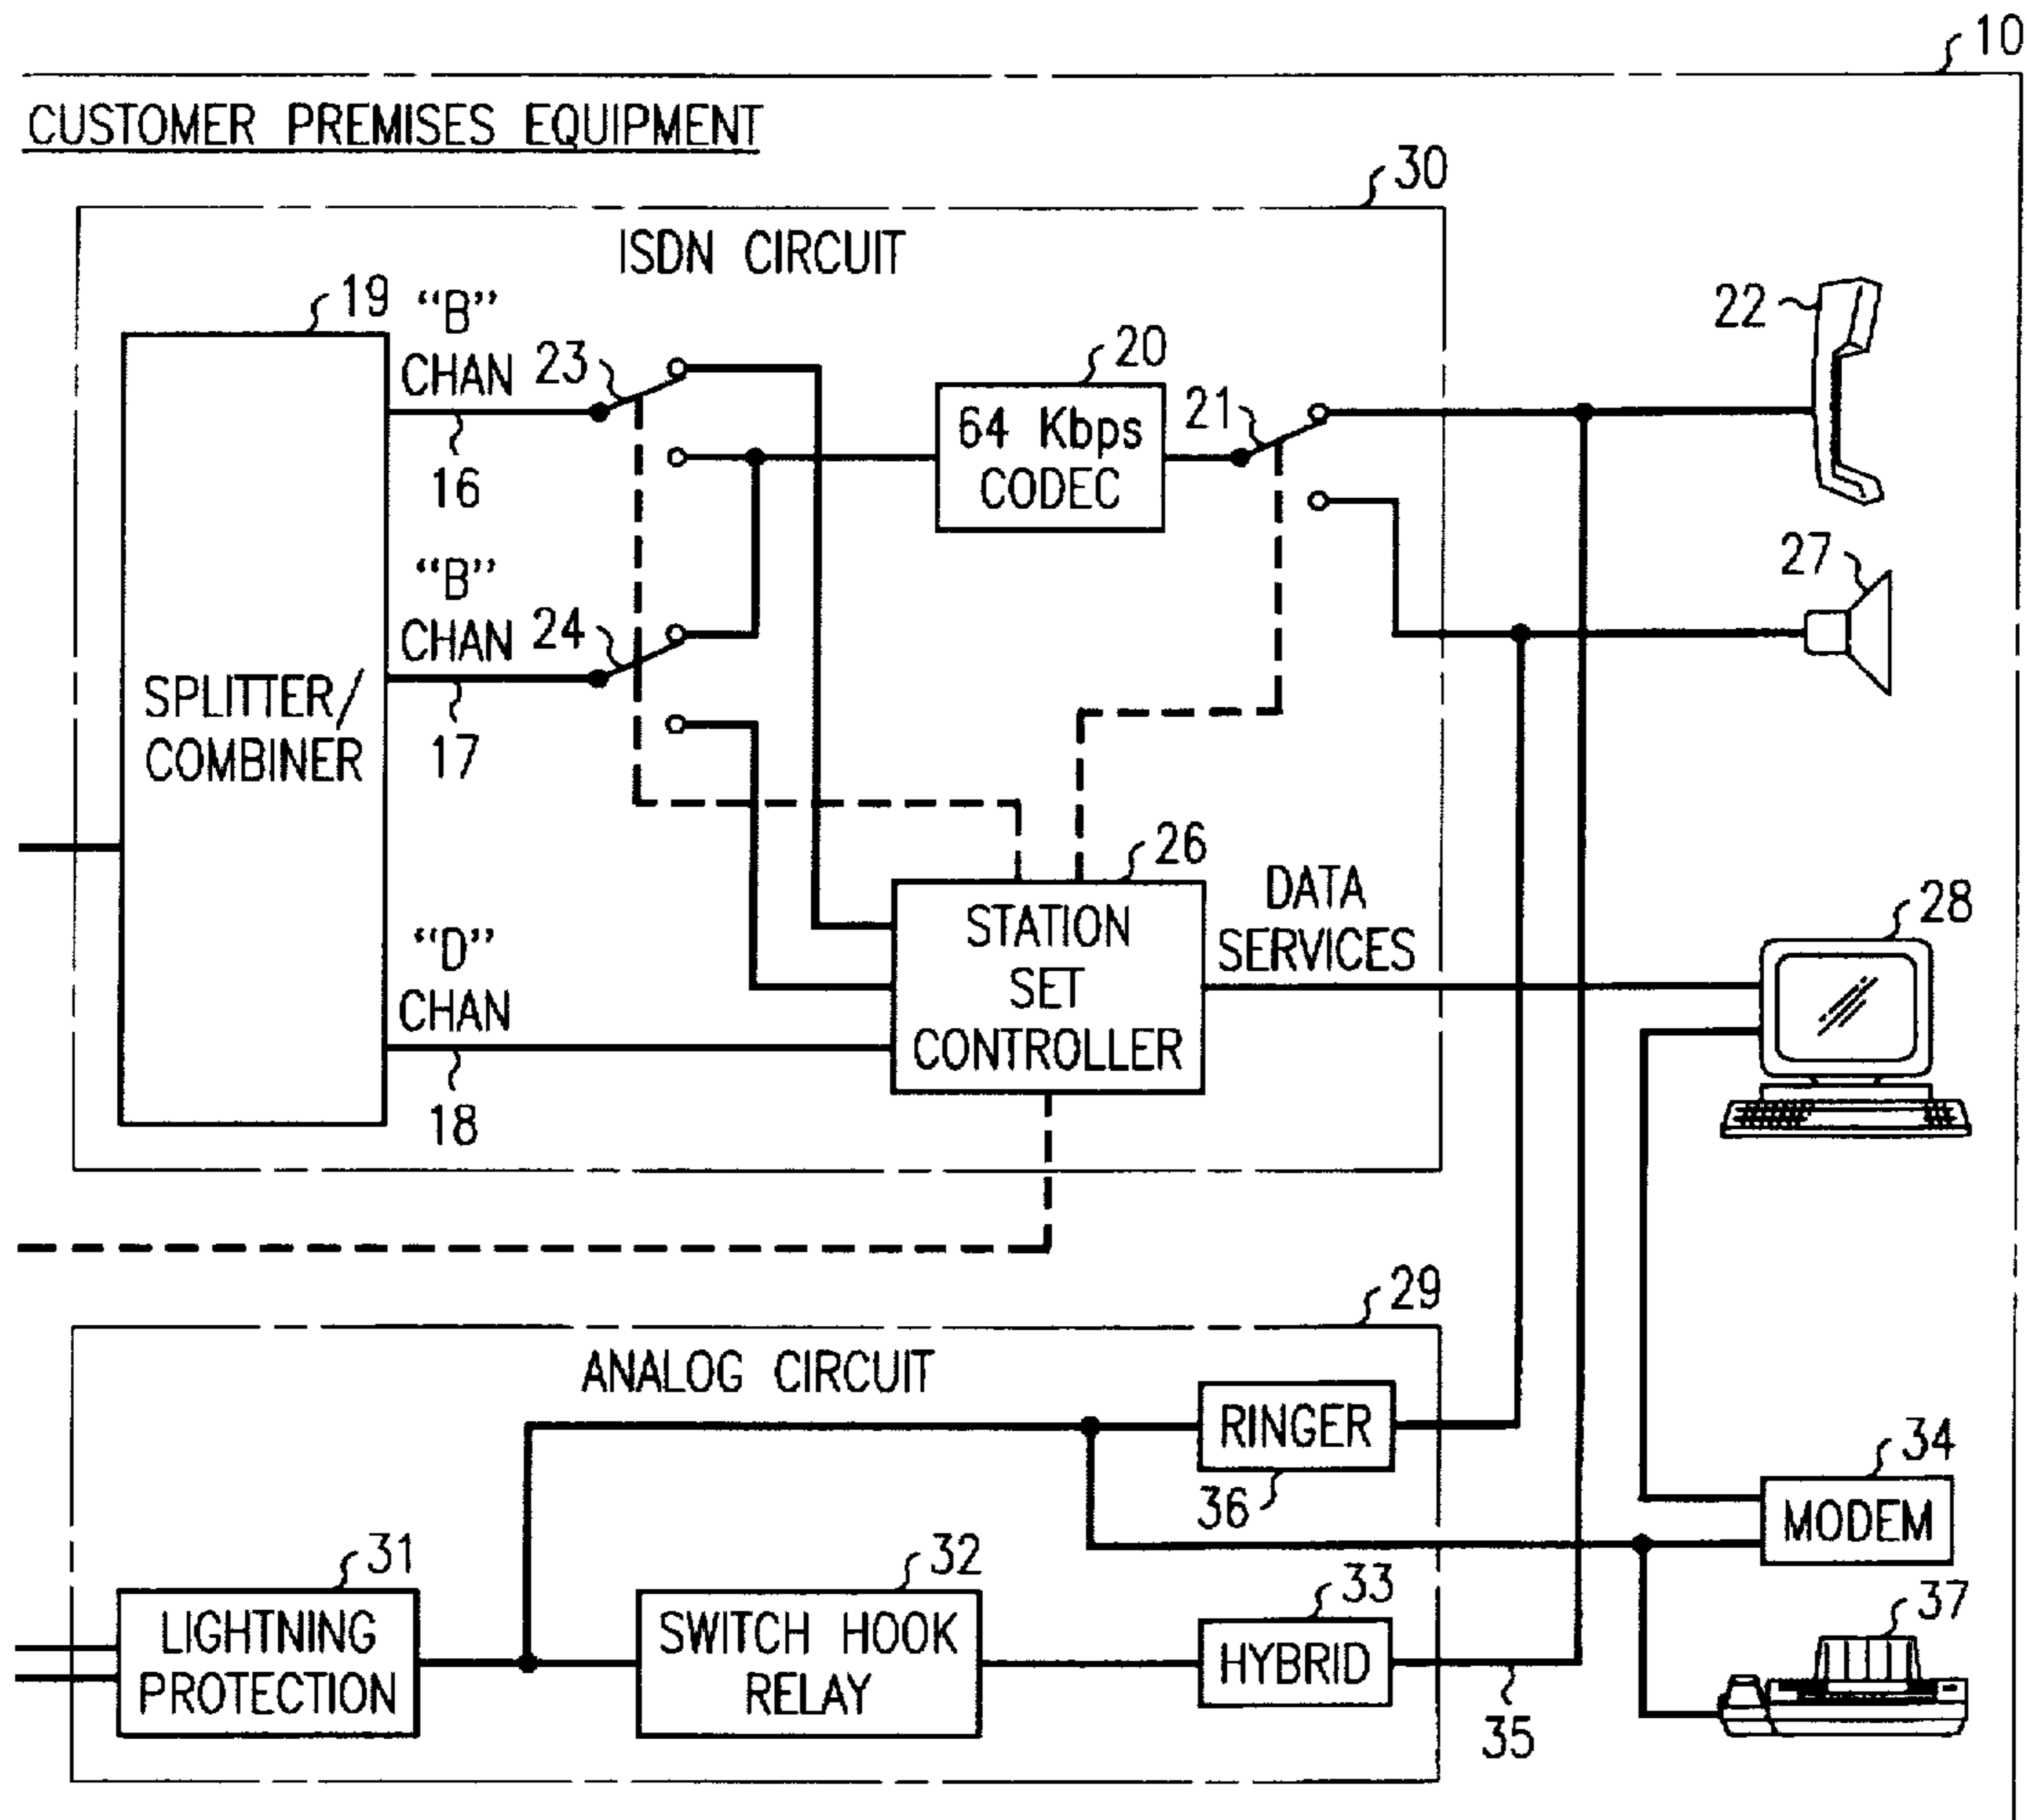 10
CUSTOMER PREMISES EQUIPMENT
30
ISDN CIRCUIT
19
"B"
CHAN
16
23
20
64 Kbps
CODEC
21
22
"B"
CHAN
17
24
27
SPLITTER/
COMBINER
26
STATION
SET
CONTROLLER
DATA
SERVICES
28
"D"
CHAN
18
29
ANALOG CIRCUIT
RINGER
36
34
MODEM
31
LIGHTNING
PROTECTION
32
SWITCH HOOK
RELAY
33
HYBRID
35
37